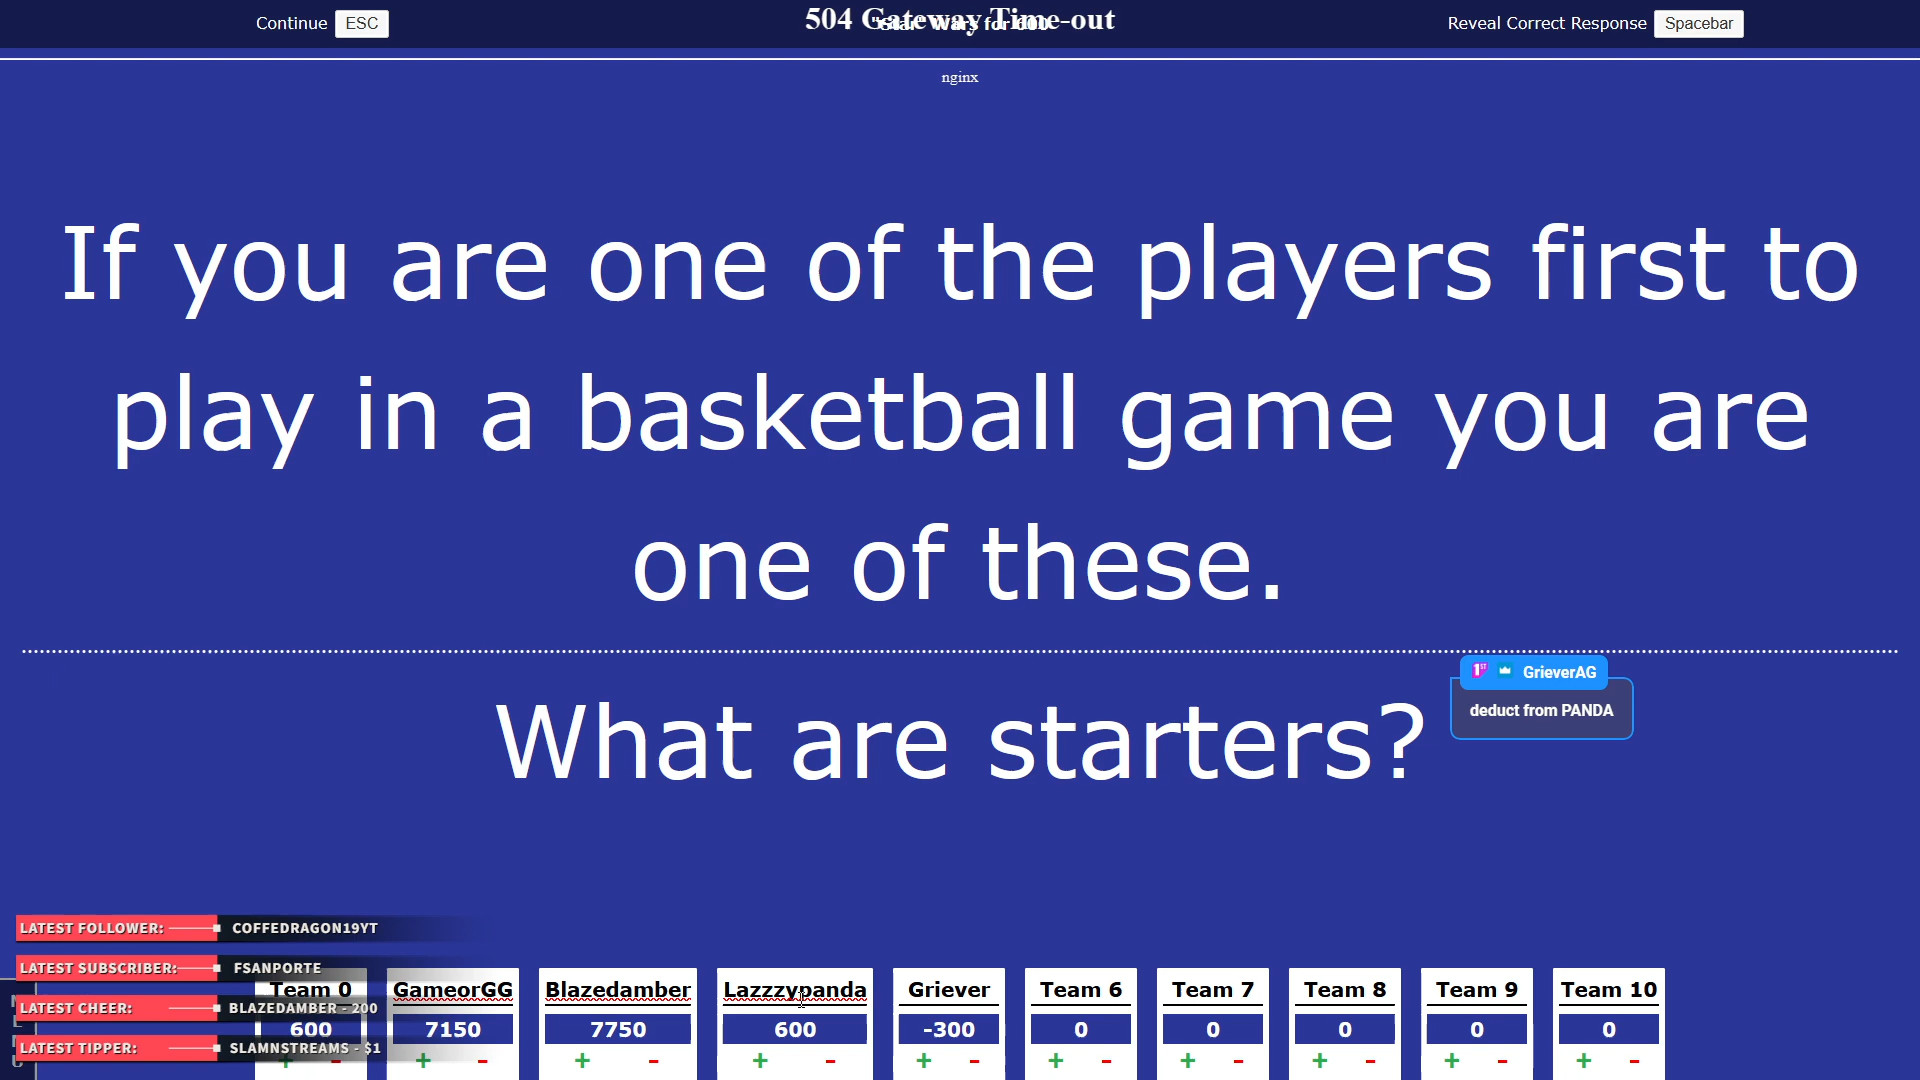 Continue ESC
504 Gateway Time-out
"Star" Wars for 600
Reveal Correct Response Spacebar
nginx
If you are one of the players first to
play in a basketball game you are
one of these.
What are starters?
GrieverAG
deduct from PANDA
LATEST FOLLOWER: COFFEDRAGON19YT
LATEST SUBSCRIBER: FSANPORTE
LATEST CHEER: BLAZEDAMBER - 200
LATEST TIPPER: SLAMNSTREAMS - $1
Team 0 GameorGG Blazedamber Lazzzypanda Griever Team 6 Team 7 Team 8 Team 9 Team 10
600 7150 7750 600 -300 0 0 0 0 0
+ - + - + - + - + - + - + - + - + - + -